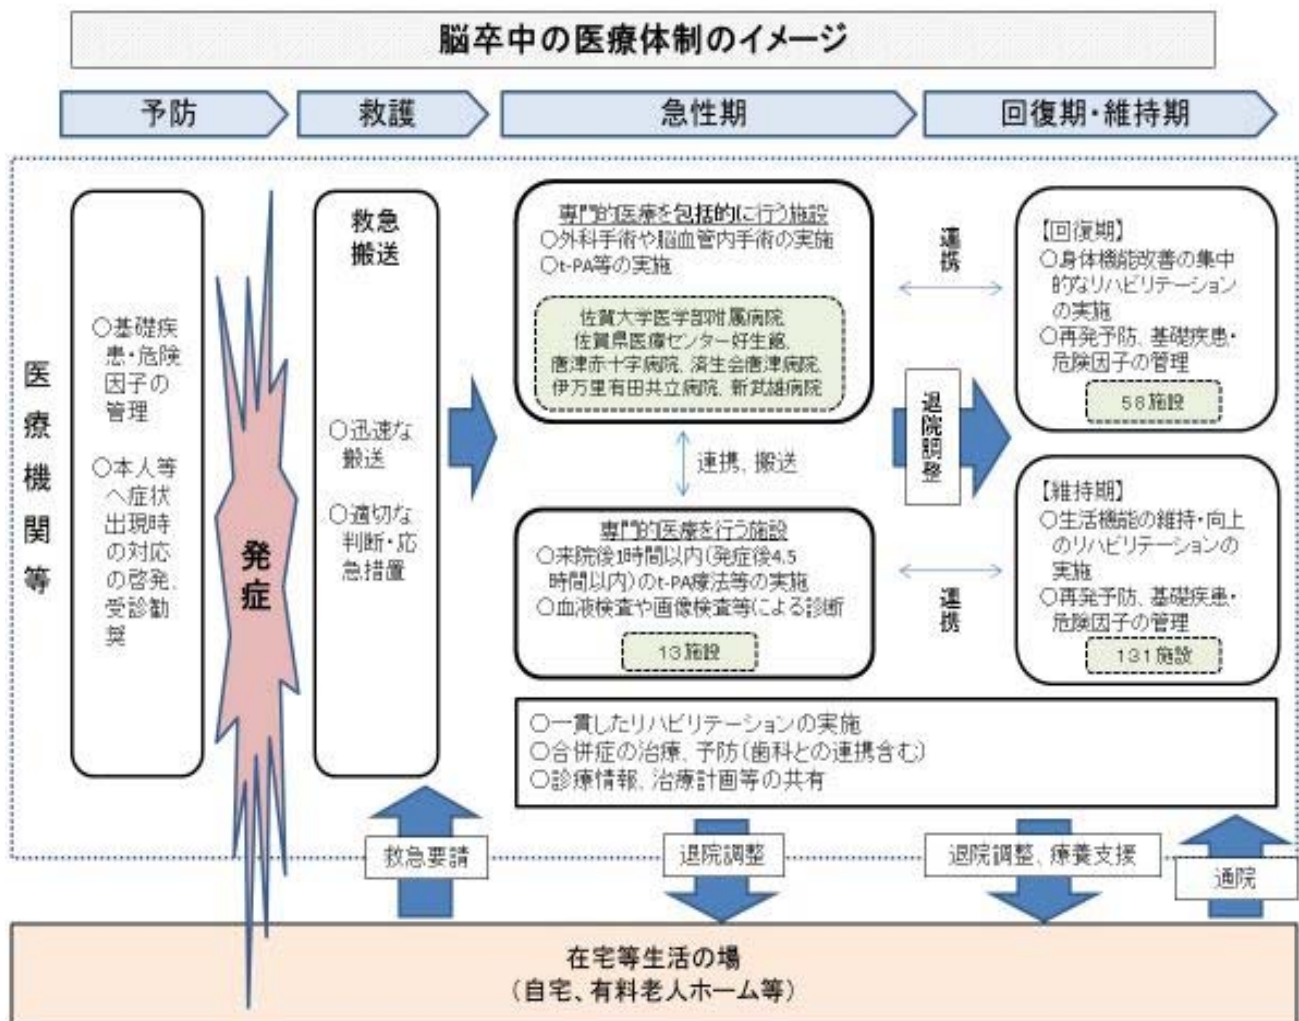 脳卒中の医療体制のイメージ
予防
救護
急性期
回復期・維持期
医療機関等
○基礎疾
患・危険
因子の
管理
○本人等
へ症状
出現時
の対応
の啓発、
受診勧
奨
発症
救急
搬送
○迅速な
搬送
○適切な
判断・応
急措置
専門的医療を包括的に行う施設
○外科手術や脳血管内手術の実施
○t-PA等の実施
佐賀大学医学部附属病院、
佐賀県医療センター好生館、
唐津赤十字病院、済生会唐津病院、
伊万里有田共立病院、新武雄病院
連携、搬送
専門的医療を行う施設
○来院後1時間以内(発症後4.5
時間以内)のt-PA療法等の実施
○血液検査や画像検査等による診断
13施設
連携
退院調整
連携
【回復期】
○身体機能改善の集中
的なリハビリテーション
の実施
○再発予防、基礎疾患・
危険因子の管理
58施設
【維持期】
○生活機能の維持・向上
のリハビリテーションの
実施
○再発予防、基礎疾患・
危険因子の管理
131施設
○一貫したリハビリテーションの実施
○合併症の治療、予防(歯科との連携含む)
○診療情報、治療計画等の共有
救急要請
退院調整
退院調整、療養支援
通院
在宅等生活の場
(自宅、有料老人ホーム等)